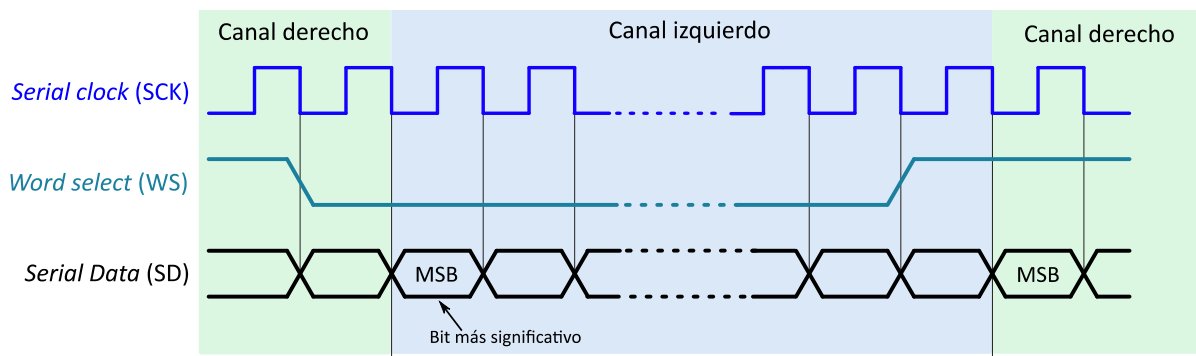 Canal derecho
Canal izquierdo
Canal derecho
Serial clock (SCK)
Word select (WS)
Serial Data (SD)
MSB
MSB
Bit más significativo